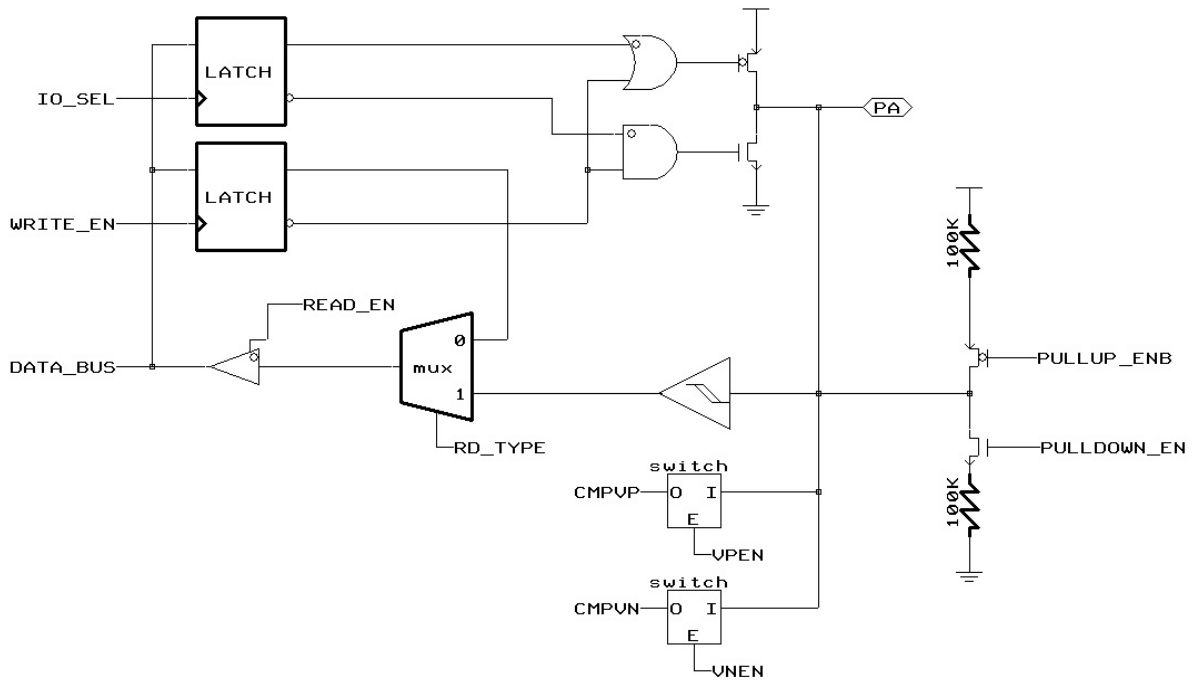 LATCH
IO_SEL
PA
LATCH
WRITE_EN
100K
READ_EN
0
PULLUP_ENB
DATA_BUS
mux
1
RD_TYPE
PULLDOWN_EN
switch
CMPVP
O I
E
100K
VPEN
switch
CMPVN
O I
E
VNEN